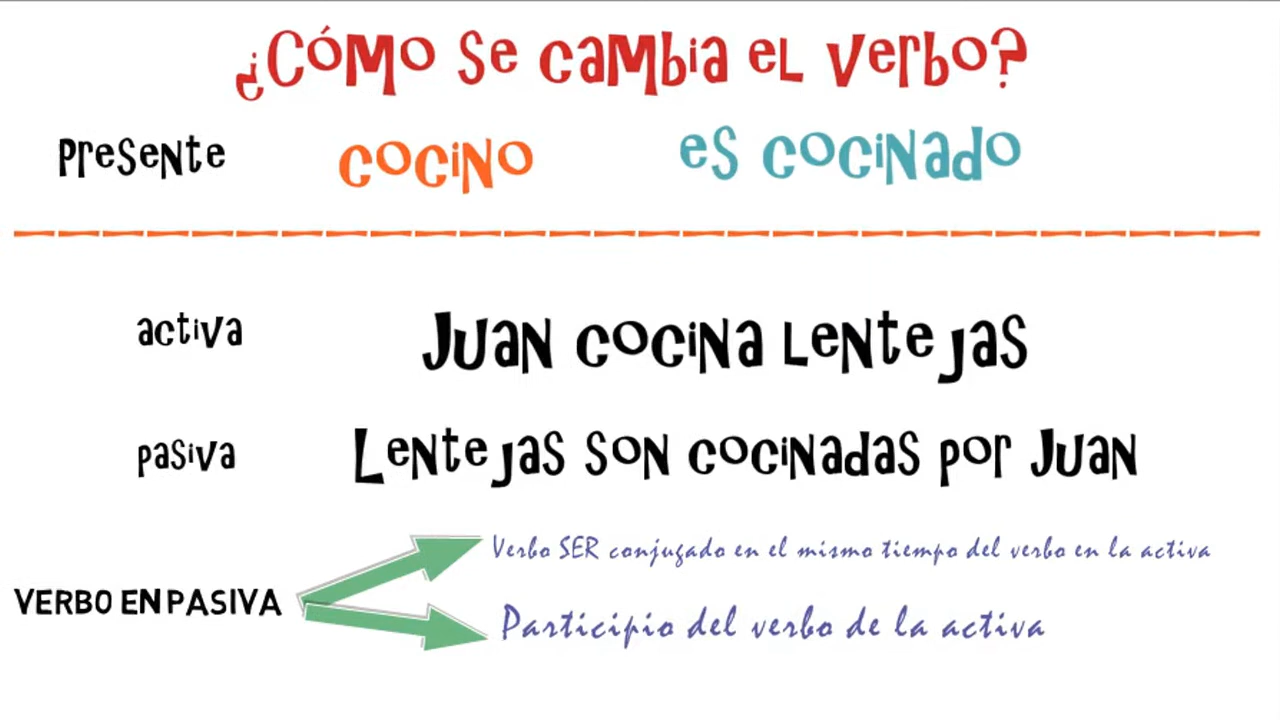 ¿Cómo se cambia el verbo?
Presente cocino es cocinado
activa Juan cocina lentejas
pasiva Lentejas son cocinadas por Juan
Verbo SER conjugado en el mismo tiempo del verbo en la activa
VERBO EN PASIVA
Participio del verbo de la activa